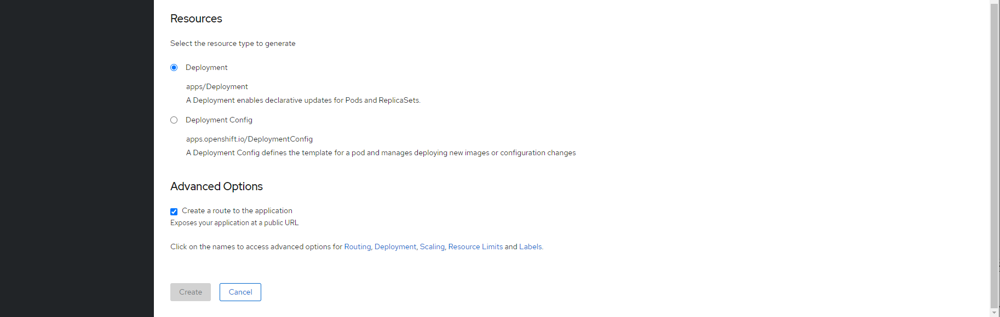 Resources
Select the resource type to generate
Deployment
apps/Deployment
A Deployment enables declarative updates for Pods and ReplicaSets.
Deployment Config
apps.openshift.io/DeploymentConfig
A Deployment Config defines the template for a pod and manages deploying new images or configuration changes
Advanced Options
Create a route to the application
Exposes your application at a public URL
Click on the names to access advanced options for Routing, Deployment, Scaling, Resource Limits and Labels.
Create Cancel